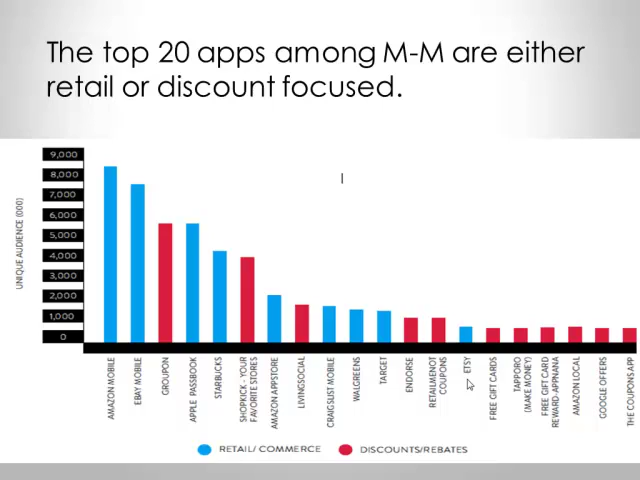 The top 20 apps among M-M are either
retail or discount focused.
UNIQUE AUDIENCE (000)
9,000
8,000
7,000
6,000
5,000
4,000
3,000
2,000
1,000
0
AMAZON MOBILE
EBAY MOBILE
GROUPON
APPLE PASSBOOK
STARBUCKS
SHOPKICK - YOUR
FAVORITE STORES
AMAZON APPSTORE
LIVINGSOCIAL
CRAIGSLIST MOBILE
WALGREENS
TARGET
ENDORSE
RETAILMENOT
COUPONS
ETSY
FREE GIFT CARDS
TAPPORO
(MAKE MONEY)
FREE GIFT CARD
REWARD-APPNANA
AMAZON LOCAL
GOOGLE OFFERS
THE COUPONS APP
RETAIL/ COMMERCE
DISCOUNTS/REBATES